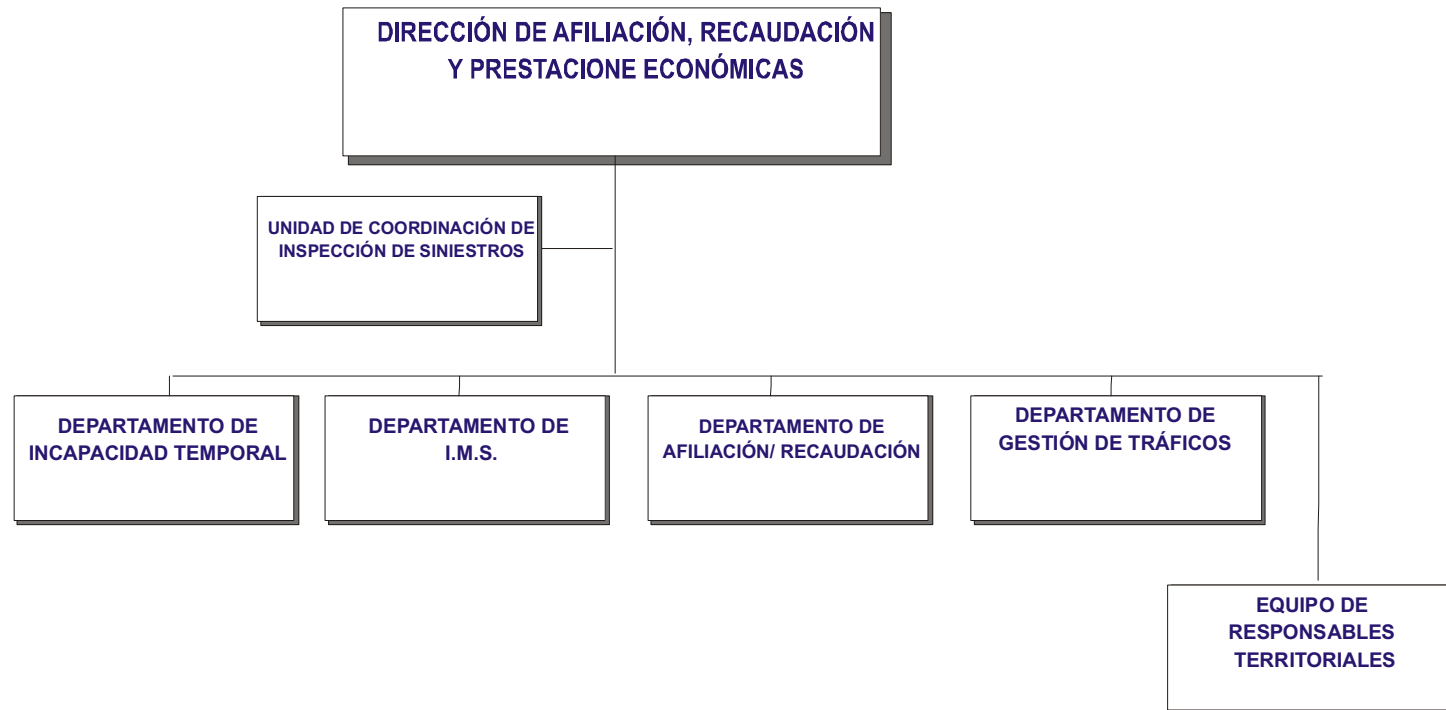 DIRECCIÓN DE AFILIACIÓN, RECAUDACIÓN
Y PRESTACIONE ECONÓMICAS
UNIDAD DE COORDINACIÓN DE
INSPECCIÓN DE SINIESTROS
DEPARTAMENTO DE
INCAPACIDAD TEMPORAL
DEPARTAMENTO DE
I.M.S.
DEPARTAMENTO DE
AFILIACIÓN/ RECAUDACIÓN
DEPARTAMENTO DE
GESTIÓN DE TRÁFICOS
EQUIPO DE
RESPONSABLES
TERRITORIALES